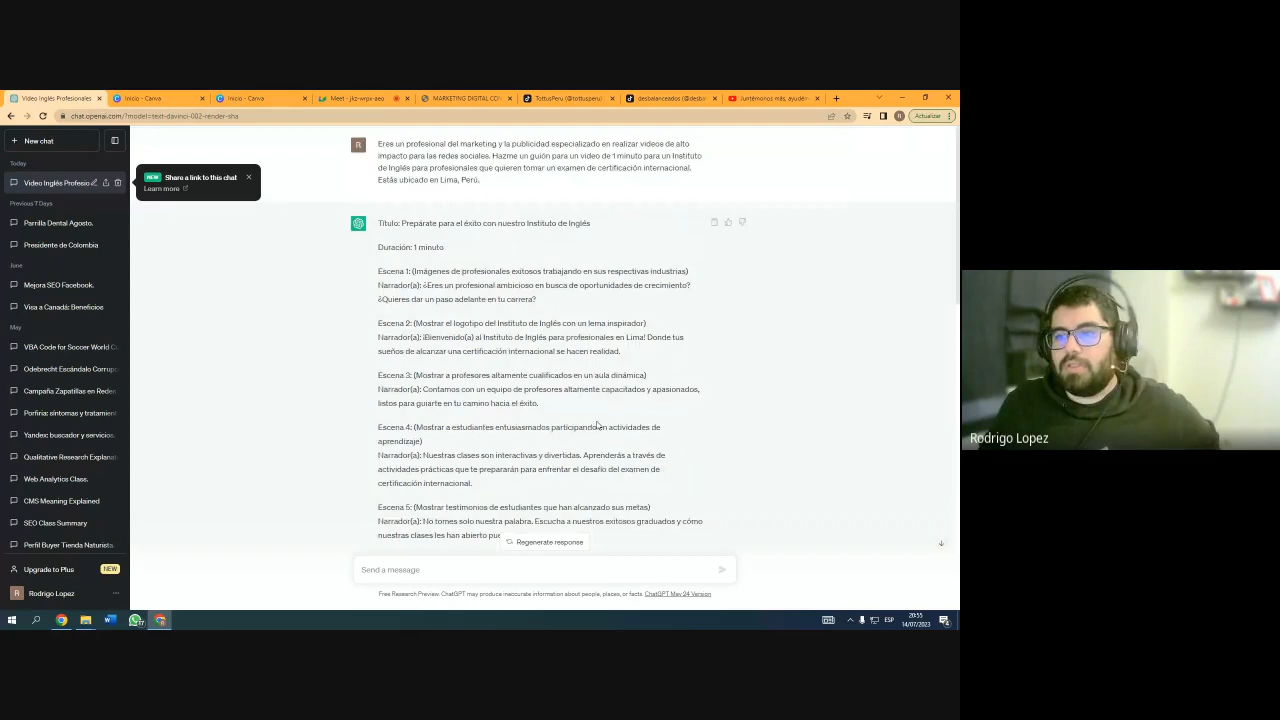 Video Inglés Profesionales
Inicio - Canva
Inicio - Canva
Meet - jkz-wrpx-aeo
MARKETING DIGITAL CO
TottusPeru (@tottusperu
desbalanceados (@desb
Juntémonos más, ayudém
chat.openai.com/?model=text-davinci-002-render-sha
R
Actualizar
New chat
Today
Video Inglés Profesio
Previous 7 Days
Parrilla Dental Agosto.
Presidente de Colombia
June
Mejora SEO Facebook.
Visa a Canadá: Beneficios
May
VBA Code for Soccer World Cu
Odebrecht Escándalo Corrup
Campaña Zapatillas en Redes
Porfiria: síntomas y tratamient
Yandex: buscador y servicios.
Qualitative Research Explana
Web Analytics Class.
CMS Meaning Explained
SEO Class Summary
Perfil Buyer Tienda Naturista
Upgrade to Plus
NEW
R
Rodrigo Lopez
NEW Share a link to this chat
Learn more
R
Eres un profesional del marketing y la publicidad especializado en realizar videos de alto
impacto para las redes sociales. Hazme un guión para un video de 1 minuto para un Instituto
de Inglés para profesionales que quieren tomar un examen de certificación internacional.
Estás ubicado en Lima, Perú.
Título: Prepárate para el éxito con nuestro Instituto de Inglés
Duración: 1 minuto
Escena 1: (Imágenes de profesionales exitosos trabajando en sus respectivas industrias)
Narrador(a): ¿Eres un profesional ambicioso en busca de oportunidades de crecimiento?
¿Quieres dar un paso adelante en tu carrera?
Escena 2: (Mostrar el logotipo del Instituto de Inglés con un lema inspirador)
Narrador(a): ¡Bienvenido(a) al Instituto de Inglés para profesionales en Lima! Donde tus
sueños de alcanzar una certificación internacional se hacen realidad.
Escena 3: (Mostrar a profesores altamente cualificados en un aula dinámica)
Narrador(a): Contamos con un equipo de profesores altamente capacitados y apasionados,
listos para guiarte en tu camino hacia el éxito.
Escena 4: (Mostrar a estudiantes entusiasmados participando en actividades de
aprendizaje)
Narrador(a): Nuestras clases son interactivas y divertidas. Aprenderás a través de
actividades prácticas que te prepararán para enfrentar el desafío del examen de
certificación internacional.
Escena 5: (Mostrar testimonios de estudiantes que han alcanzado sus metas)
Narrador(a): No tomes solo nuestra palabra. Escucha a nuestros exitosos graduados y cómo
nuestras clases les han abierto pue
Regenerate response
Send a message
Free Research Preview. ChatGPT may produce inaccurate information about people, places, or facts. ChatGPT May 24 Version
ESP
20:55
14/07/2023
Rodrigo Lopez